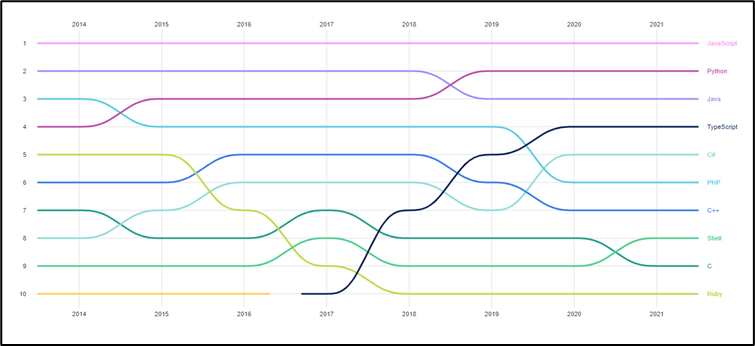 2014 2015 2016 2017 2018 2019 2020 2021
1 JavaScript
2 Python
3 Java
4 TypeScript
5 C#
6 PHP
7 C++
8 Shell
9 C
10 Ruby
2014 2015 2016 2017 2018 2019 2020 2021